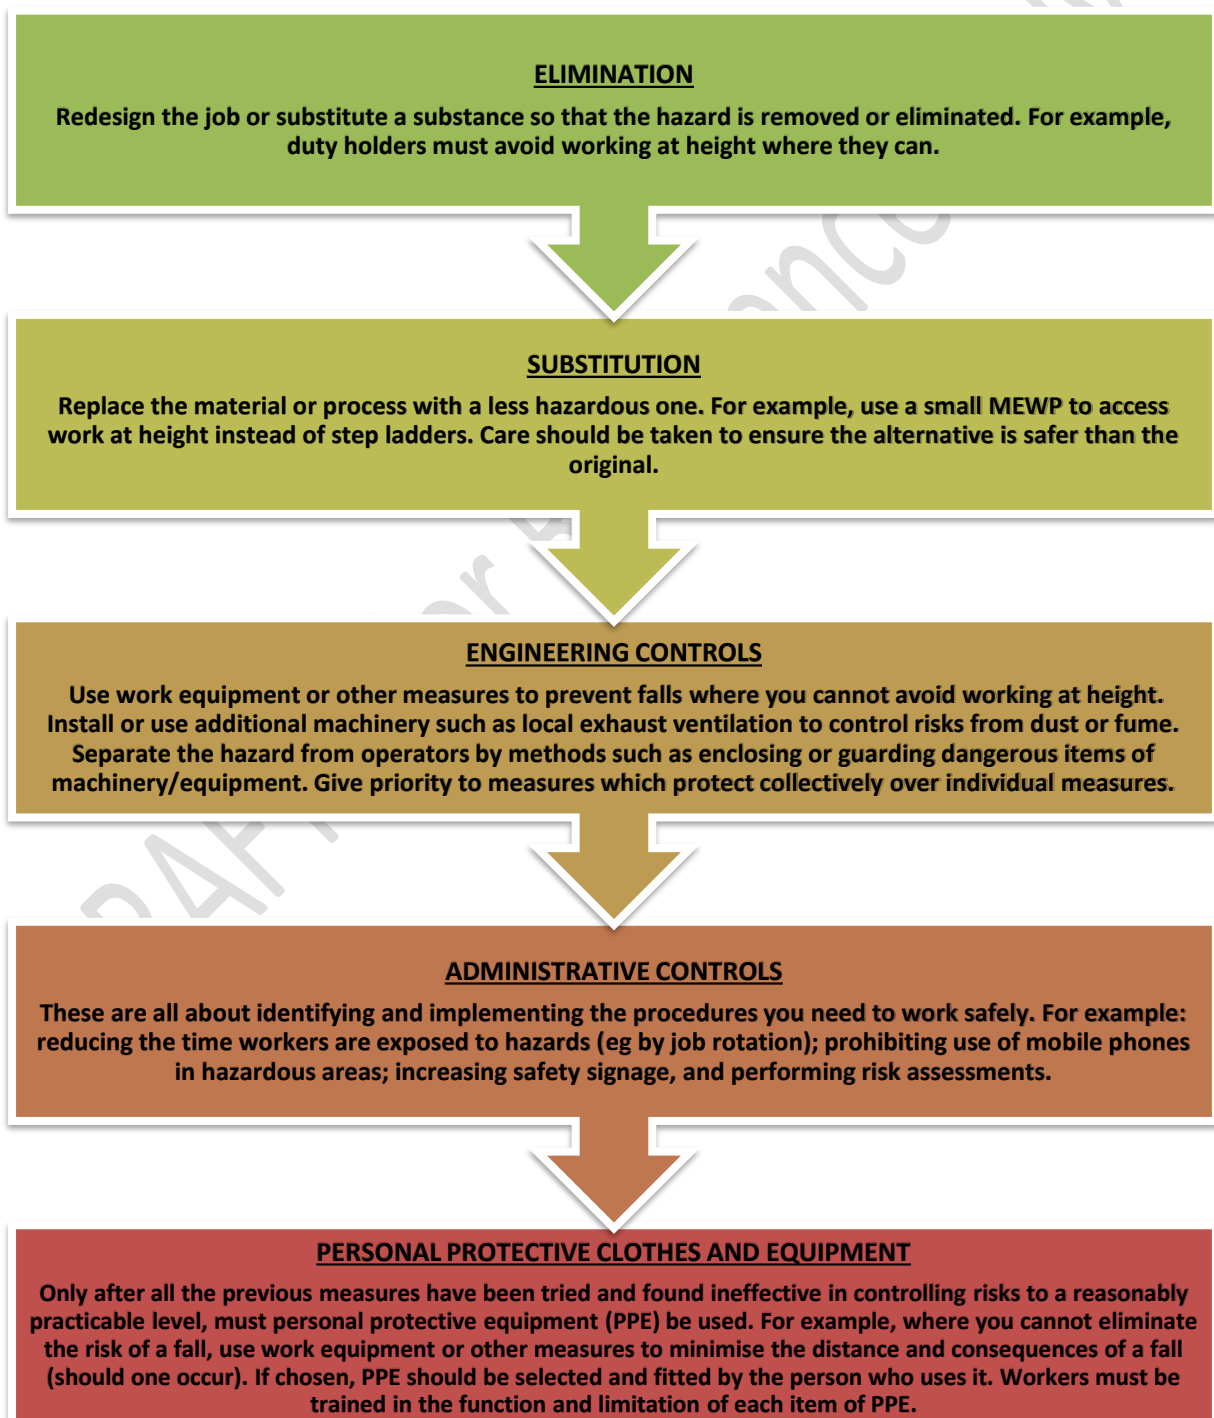 ELIMINATION
Redesign the job or substitute a substance so that the hazard is removed or eliminated. For example,
duty holders must avoid working at height where they can.
SUBSTITUTION
Replace the material or process with a less hazardous one. For example, use a small MEWP to access
work at height instead of step ladders. Care should be taken to ensure the alternative is safer than the
original.
ENGINEERING CONTROLS
Use work equipment or other measures to prevent falls where you cannot avoid working at height.
Install or use additional machinery such as local exhaust ventilation to control risks from dust or fume.
Separate the hazard from operators by methods such as enclosing or guarding dangerous items of
machinery/equipment. Give priority to measures which protect collectively over individual measures.
ADMINISTRATIVE CONTROLS
These are all about identifying and implementing the procedures you need to work safely. For example:
reducing the time workers are exposed to hazards (eg by job rotation); prohibiting use of mobile phones
in hazardous areas; increasing safety signage, and performing risk assessments.
PERSONAL PROTECTIVE CLOTHES AND EQUIPMENT
Only after all the previous measures have been tried and found ineffective in controlling risks to a reasonably
practicable level, must personal protective equipment (PPE) be used. For example, where you cannot eliminate
the risk of a fall, use work equipment or other measures to minimise the distance and consequences of a fall
(should one occur). If chosen, PPE should be selected and fitted by the person who uses it. Workers must be
trained in the function and limitation of each item of PPE.